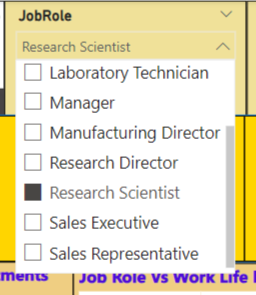 JobRole
Research Scientist
Laboratory Technician
Manager
Manufacturing Director
Research Director
Research Scientist
Sales Executive
Sales Representative
ments
Job Role Vs Work Life